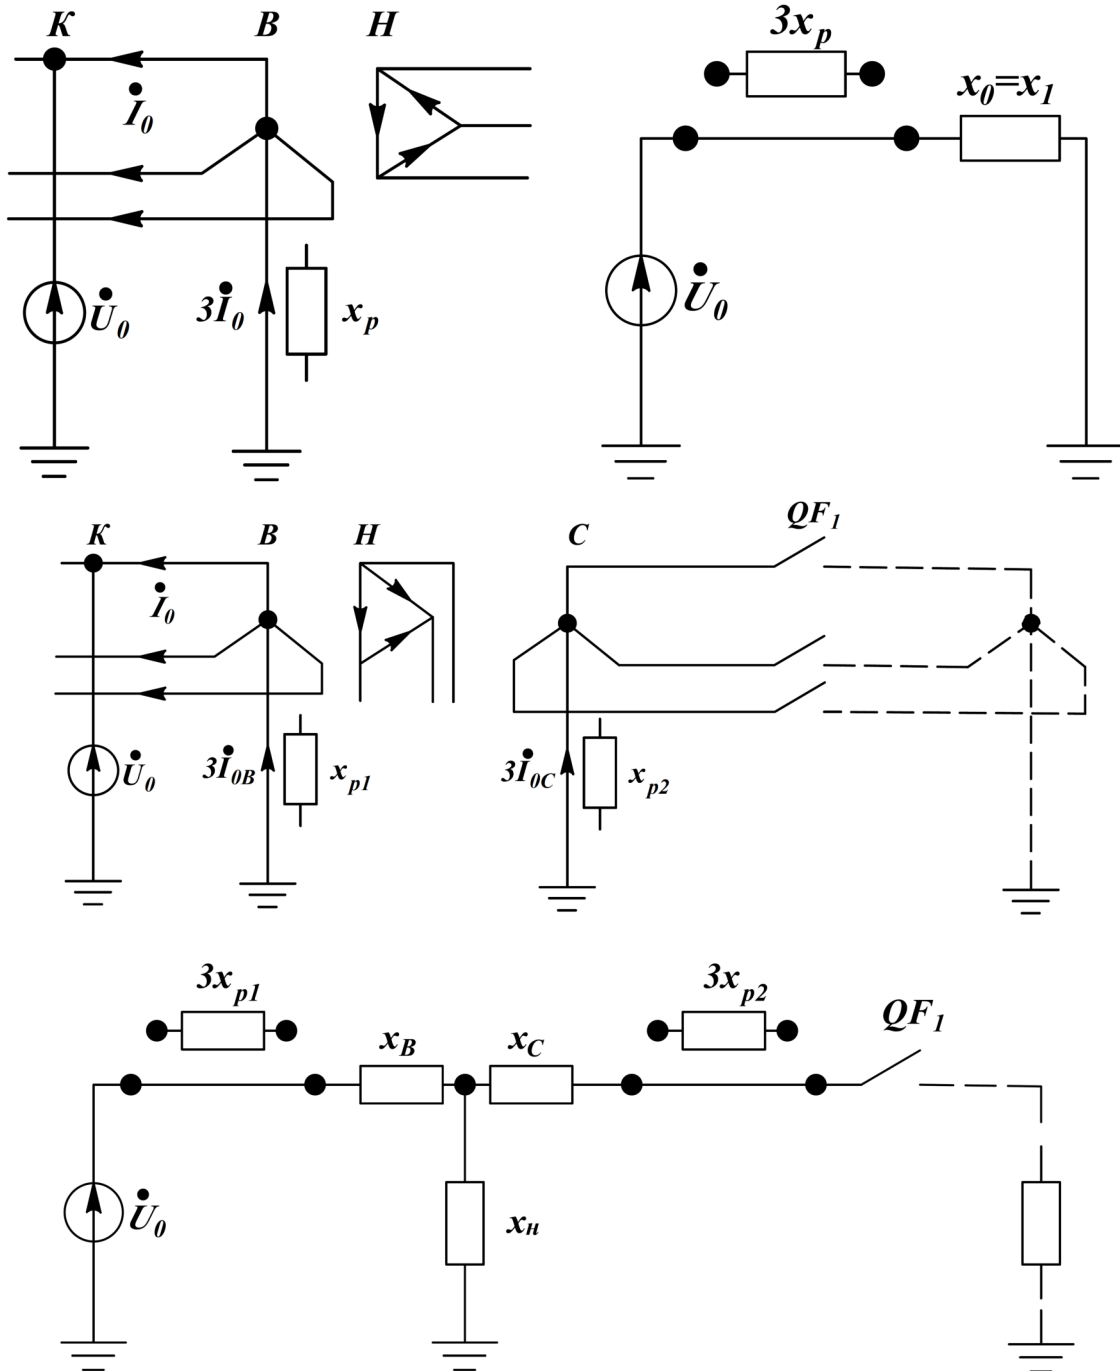 К В Н
3x_p
x_0=x_1
İ_0
U̇_0
3İ_0
x_p
U̇_0
К В Н С QF_1
İ_0
U̇_0
3İ_0B
x_p1
3İ_0C
x_p2
3x_p1
3x_p2
QF_1
x_B
x_C
U̇_0
x_н